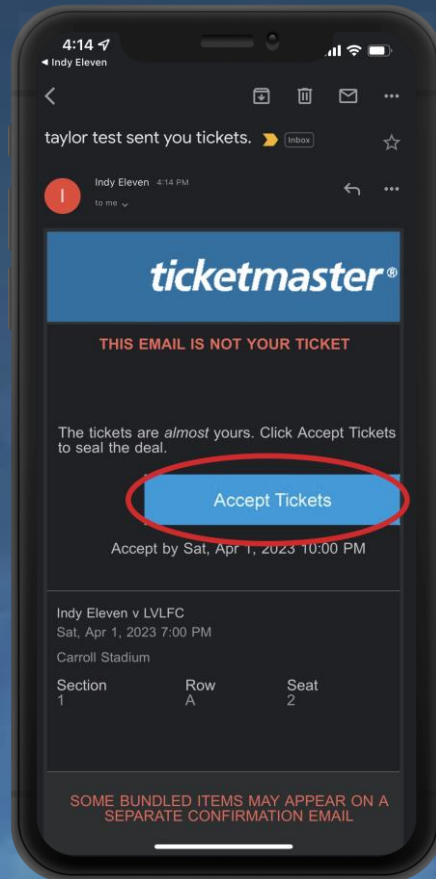 4:14
◀ Indy Eleven
taylor test sent you tickets. Inbox
I
Indy Eleven 4:14 PM
to me
ticketmaster®
THIS EMAIL IS NOT YOUR TICKET
The tickets are almost yours. Click Accept Tickets
to seal the deal.
Accept Tickets
Accept by Sat, Apr 1, 2023 10:00 PM
Indy Eleven v LVLFC
Sat, Apr 1, 2023 7:00 PM
Carroll Stadium
Section Row Seat
1 A 2
SOME BUNDLED ITEMS MAY APPEAR ON A
SEPARATE CONFIRMATION EMAIL